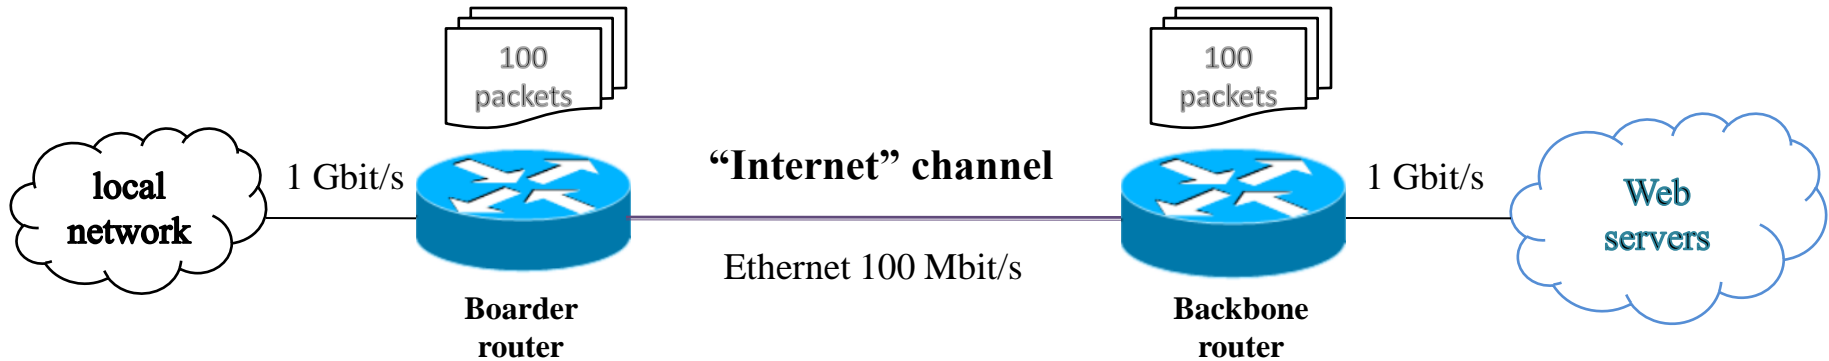 100
packets
100
packets
local
network
1 Gbit/s
“Internet” channel
1 Gbit/s
Web
servers
Ethernet 100 Mbit/s
Boarder
router
Backbone
router